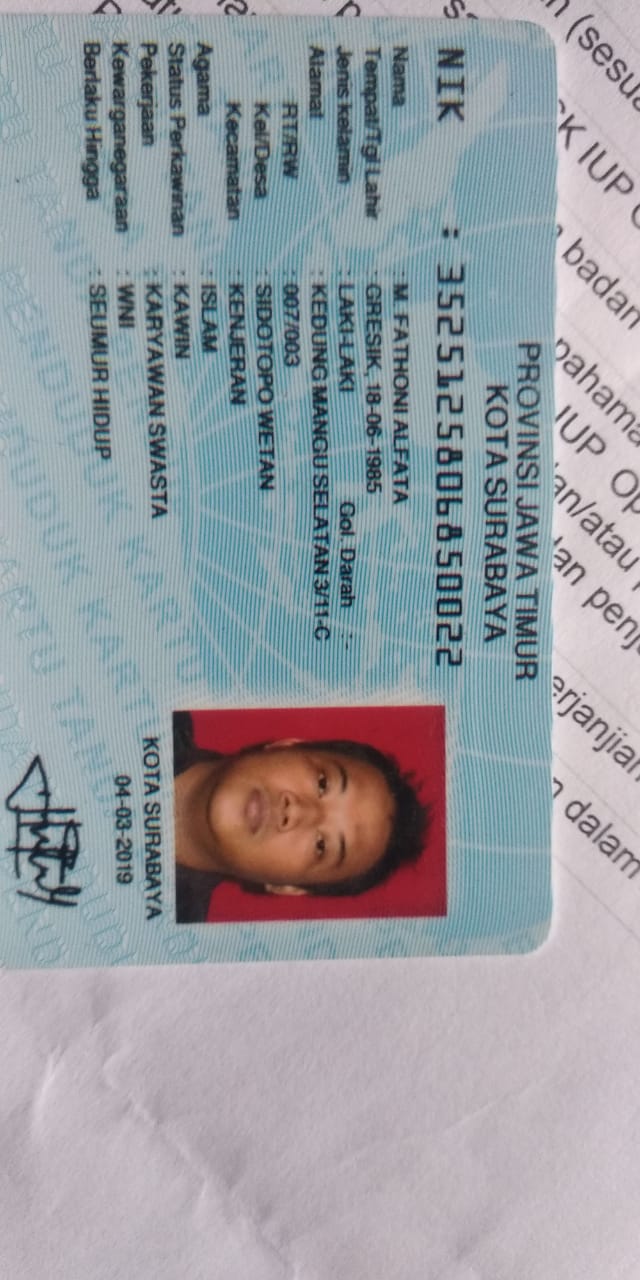 PROVINSI JAWA TIMUR
KOTA SURABAYA
NIK : 3525125806850022
Nama : M. FATHONI ALFATA
Tempat/Tgl Lahir : GRESIK, 18-06-1985
Jenis kelamin : LAKI-LAKI Gol. Darah : -
Alamat : KEDUNG MANGU SELATAN 3/11-C
RT/RW : 007/003
Kel/Desa : SIDOTOPO WETAN
Kecamatan : KENJERAN
Agama : ISLAM
Status Perkawinan : KAWIN
Pekerjaan : KARYAWAN SWASTA
Kewarganegaraan : WNI
Berlaku Hingga : SEUMUR HIDUP
KOTA SURABAYA
04-03-2019
(sesua
SK IUP
badan
pahama
IUP Op
an/atau
dan penj
erjanjian
dalam